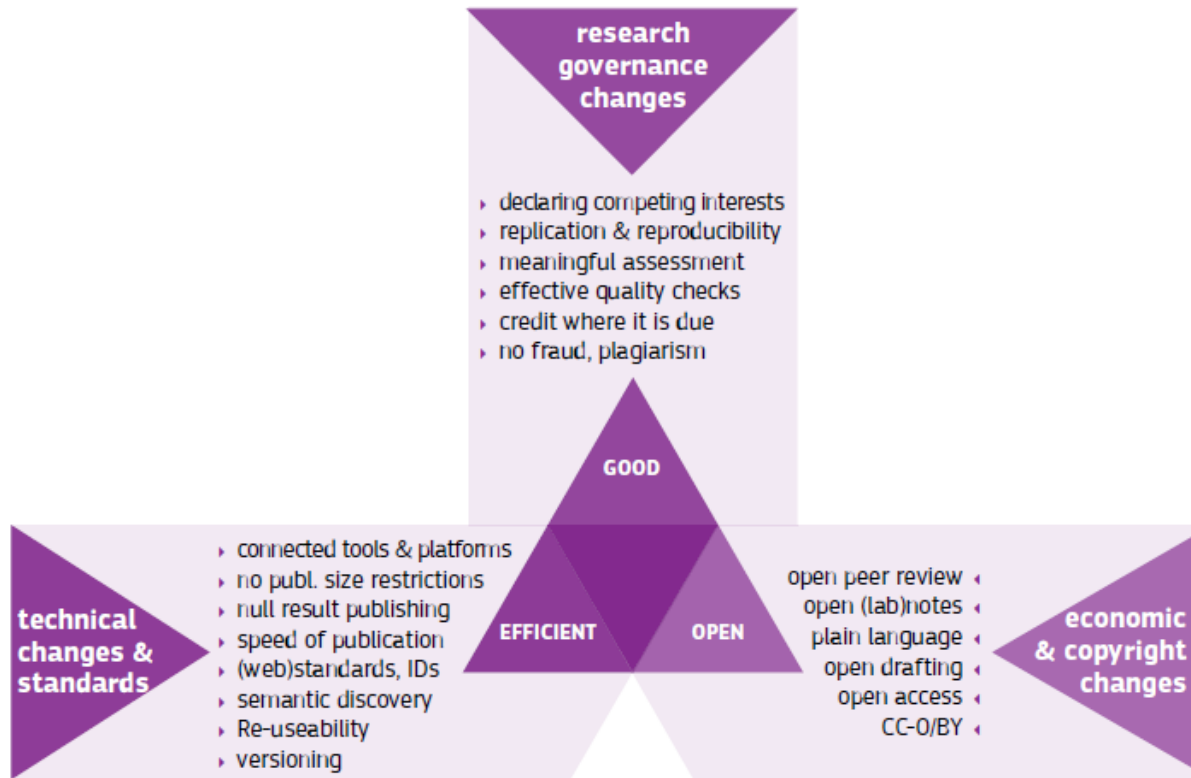 research
governance
changes
declaring competing interests
replication & reproducibility
meaningful assessment
effective quality checks
credit where it is due
no fraud, plagiarism
GOOD
EFFICIENT
OPEN
technical
changes &
standards
connected tools & platforms
no publ. size restrictions
null result publishing
speed of publication
(web)standards, IDs
semantic discovery
Re-useability
versioning
open peer review
open (lab)notes
plain language
open drafting
open access
CC-0/BY
economic
& copyright
changes